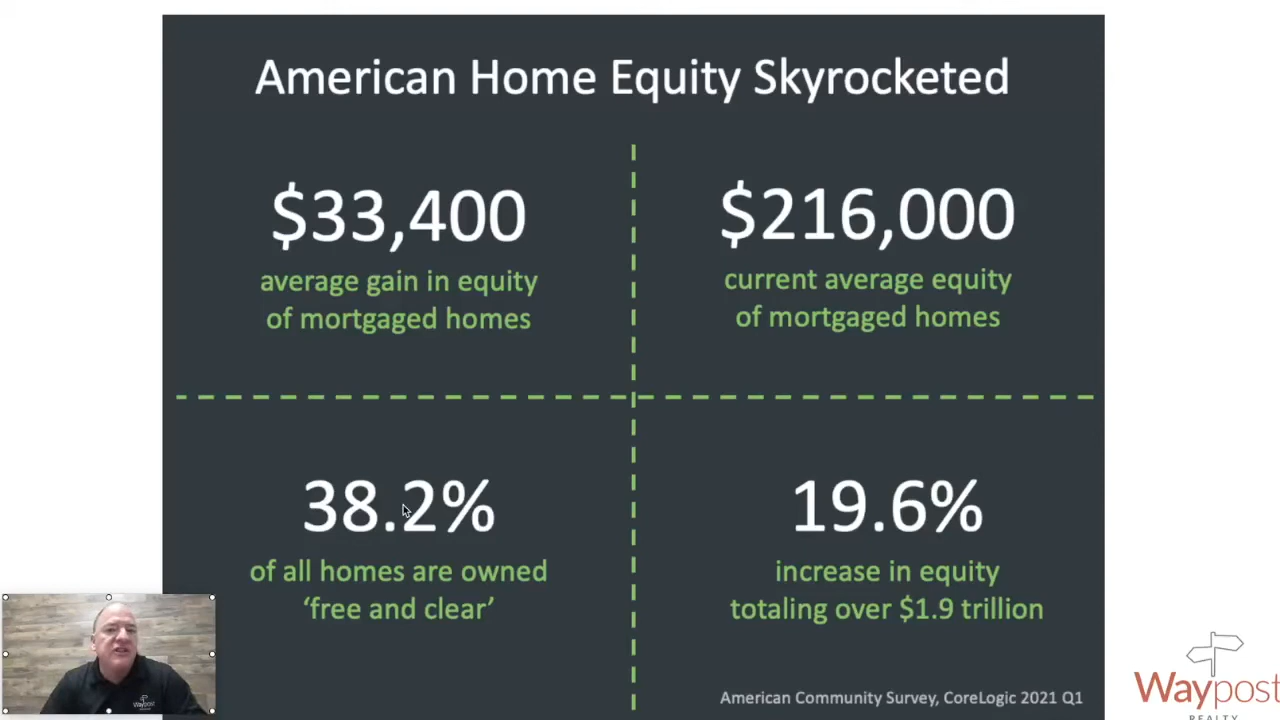 American Home Equity Skyrocketed
$33,400
average gain in equity
of mortgaged homes
$216,000
current average equity
of mortgaged homes
38.2%
of all homes are owned
‘free and clear’
19.6%
increase in equity
totaling over $1.9 trillion
American Community Survey, CoreLogic 2021 Q1
Waypost
Waypost
REALTY